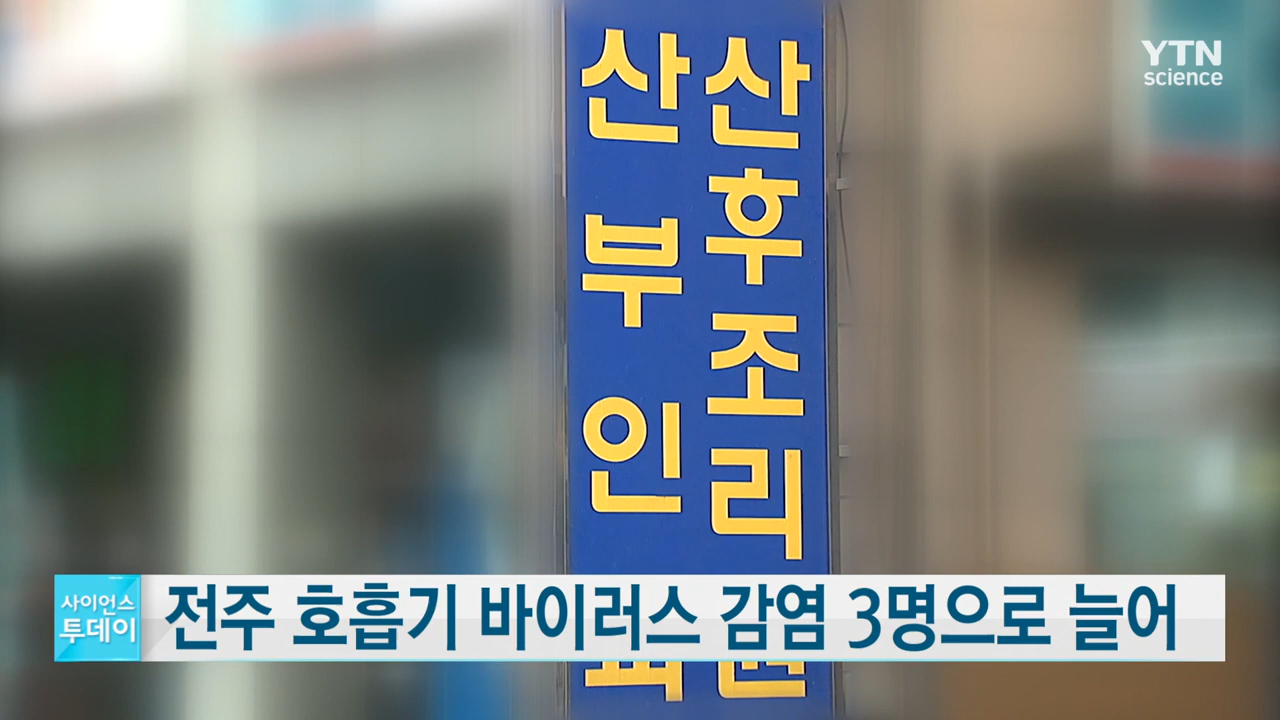 YTN
science
산부인
산후조리
사이언스
투데이
전주 호흡기 바이러스 감염 3명으로 늘어